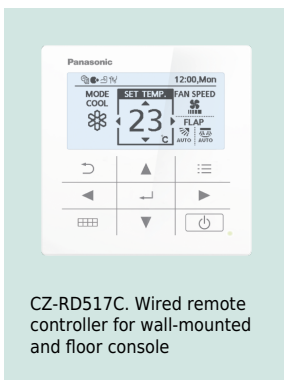 Panasonic
12:00,Mon
MODE
COOL
SET TEMP.
23
°C
FAN SPEED
FLAP
AUTO
AUTO
CZ-RD517C. Wired remote
controller for wall-mounted
and floor console